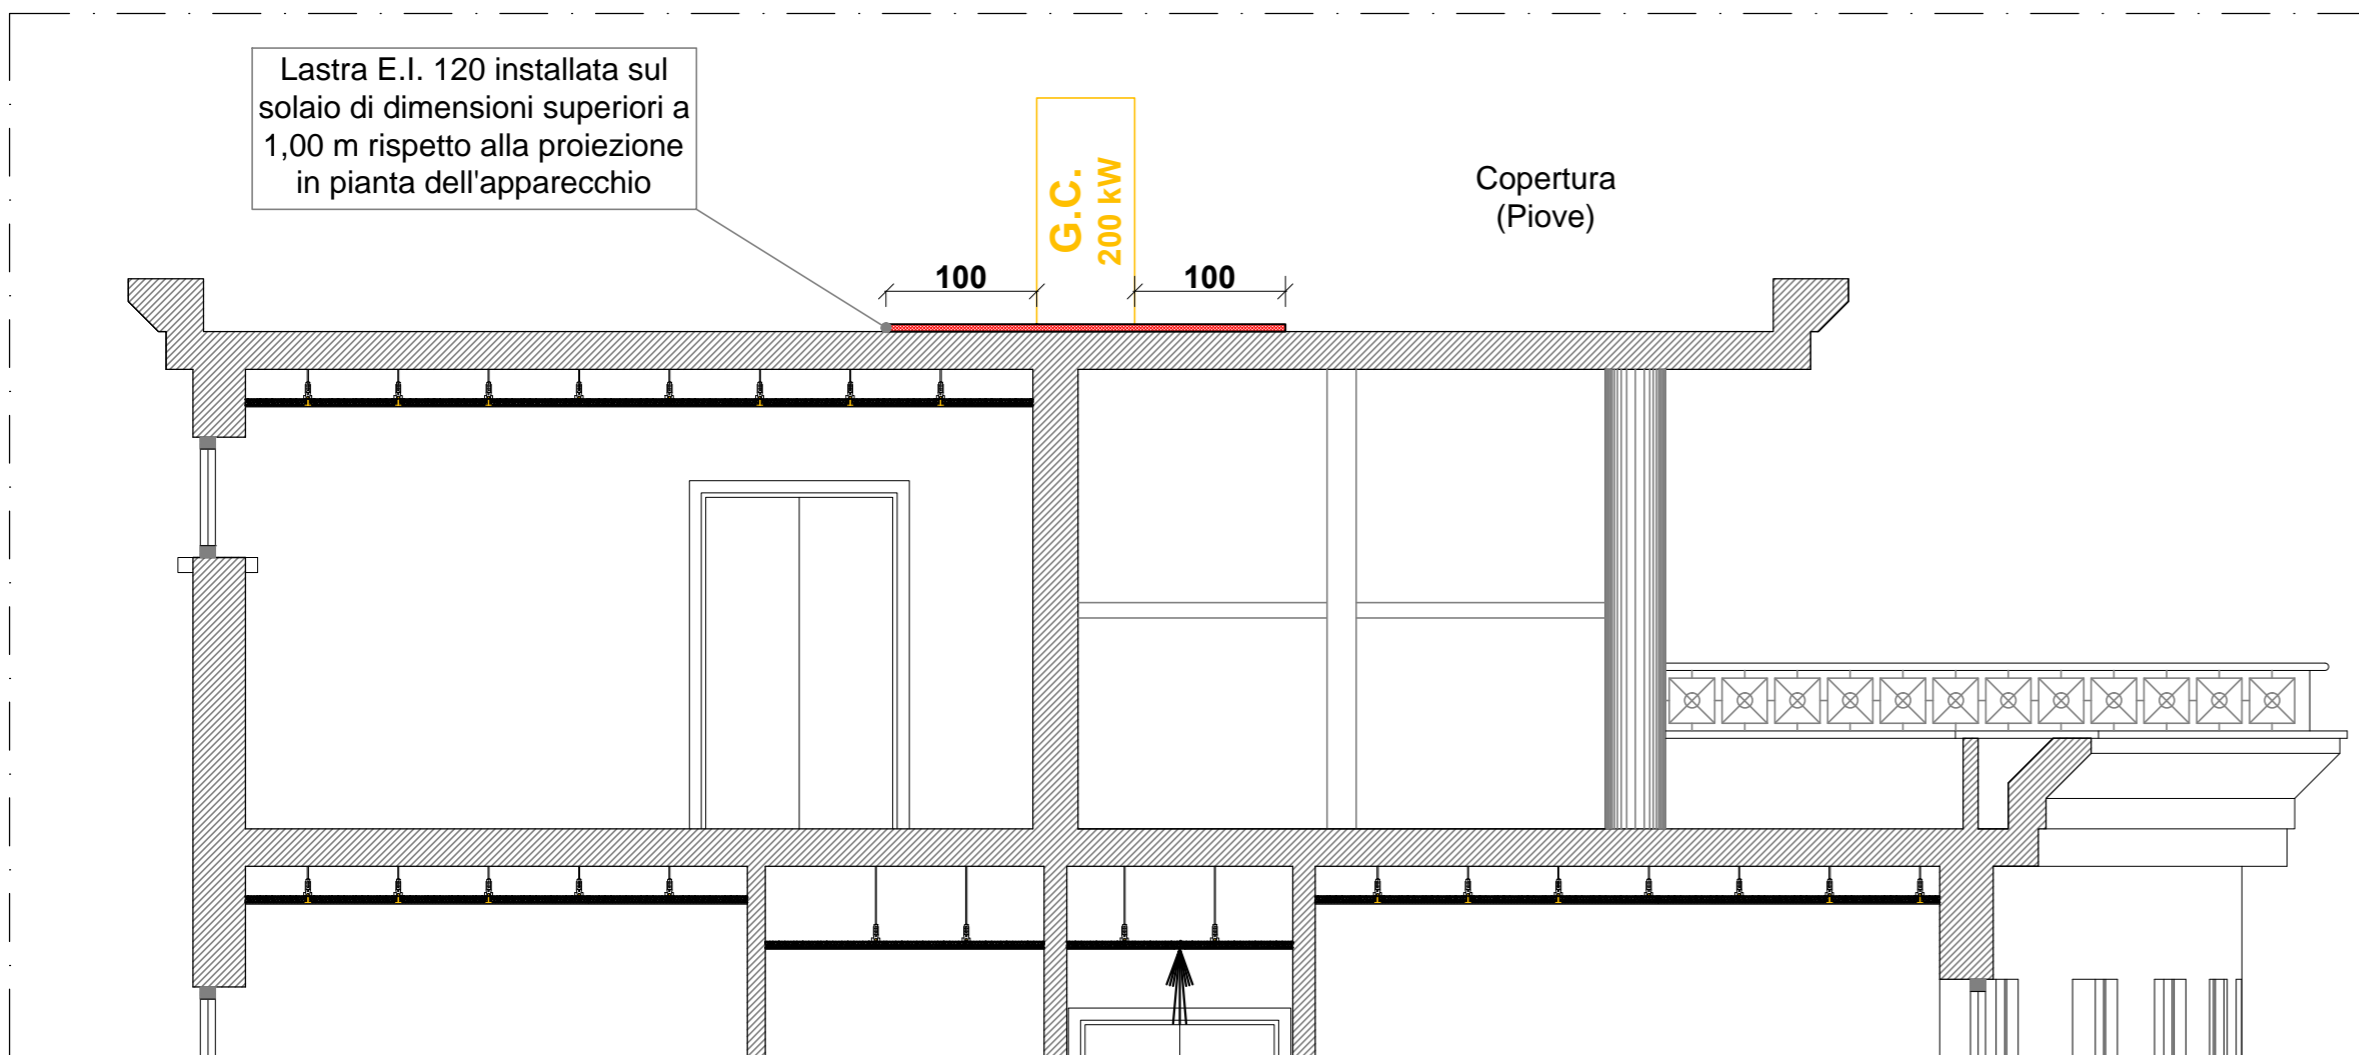 Lastra E.I. 120 installata sul
solaio di dimensioni superiori a
1,00 m rispetto alla proiezione
in pianta dell'apparecchio
G.C.
200 kW
Copertura
(Piove)
100
100